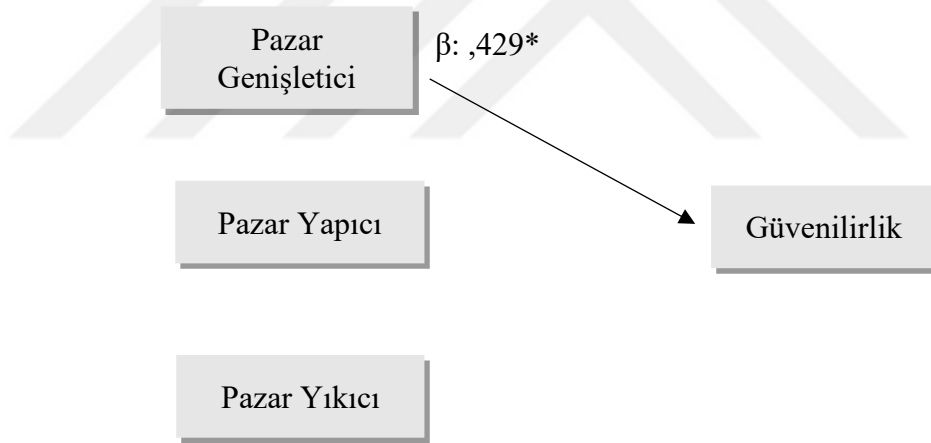 Pazar
Genişletici
β: ,429*
Pazar Yapıcı
Güvenilirlik
Pazar Yıkıcı